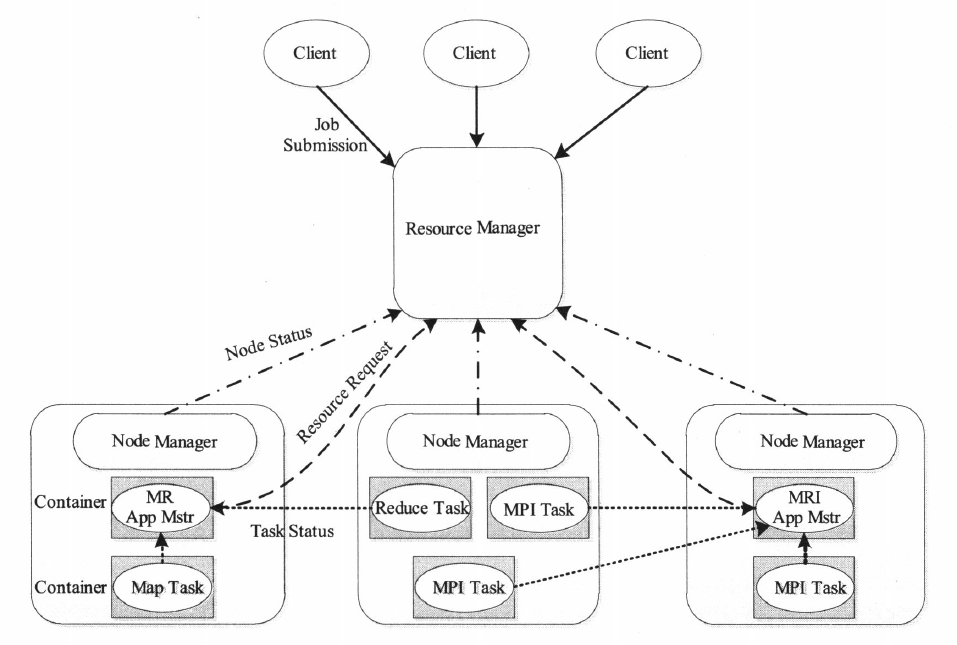 Client
Client
Client
Job
Submission
Resource Manager
Node Status
Resource Request
Node Manager
Node Manager
Node Manager
Container
MR
App Mstr
Reduce Task
MPI Task
MRI
App Mstr
Task Status
Container
Map Task
MPI Task
MPI Task